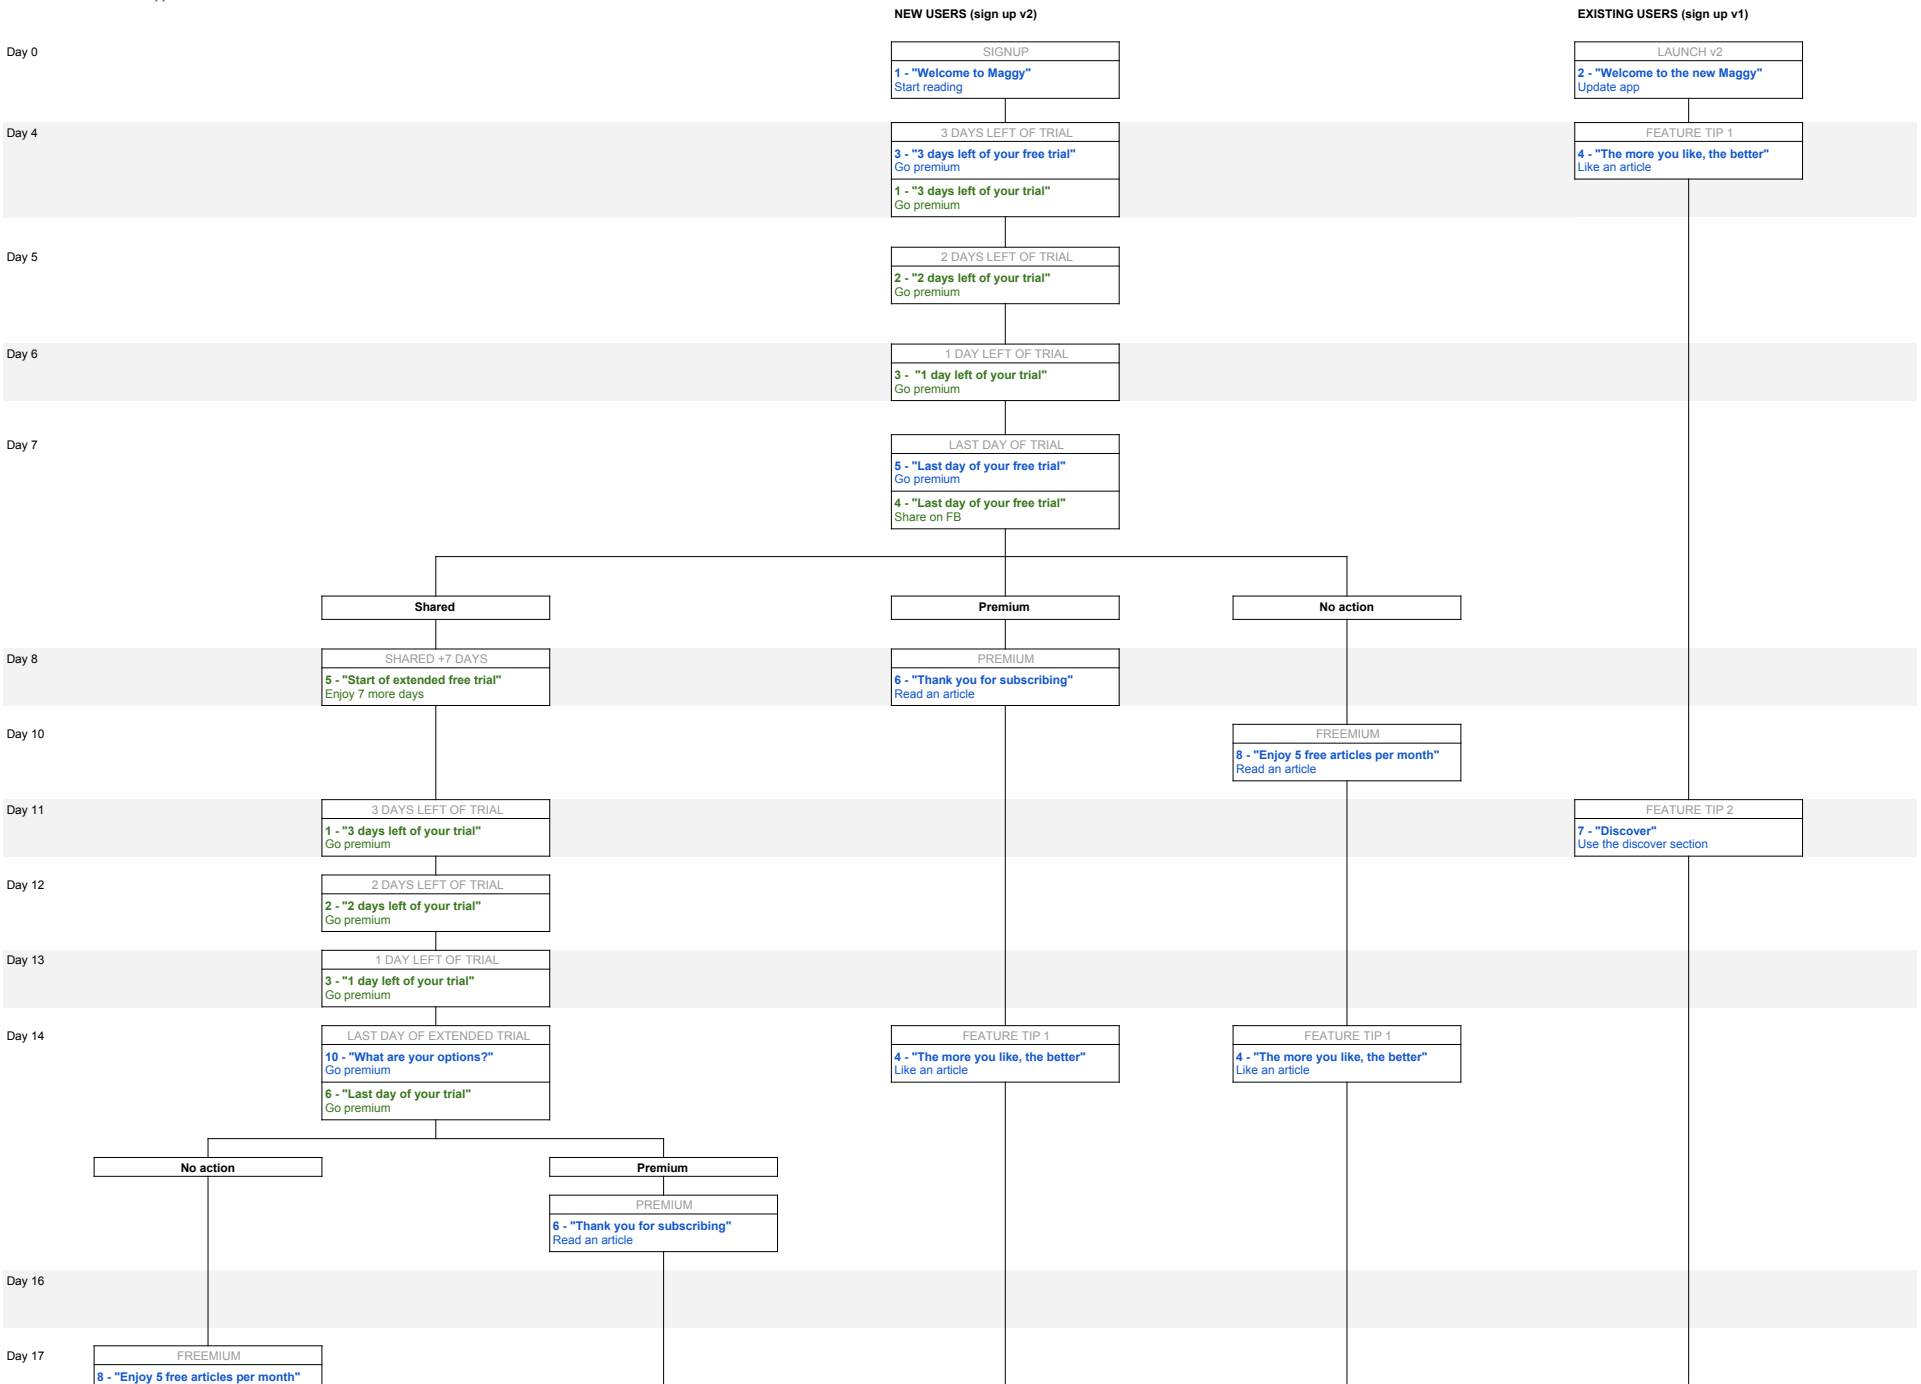 NEW USERS (sign up v2)
EXISTING USERS (sign up v1)
Day 0
SIGNUP
1 - "Welcome to Maggy"
Start reading
LAUNCH v2
2 - "Welcome to the new Maggy"
Update app
Day 4
3 DAYS LEFT OF TRIAL
3 - "3 days left of your free trial"
Go premium
1 - "3 days left of your trial"
Go premium
FEATURE TIP 1
4 - "The more you like, the better"
Like an article
Day 5
2 DAYS LEFT OF TRIAL
2 - "2 days left of your trial"
Go premium
Day 6
1 DAY LEFT OF TRIAL
3 -  "1 day left of your trial"
Go premium
Day 7
LAST DAY OF TRIAL
5 - "Last day of your free trial"
Go premium
4 - "Last day of your free trial"
Share on FB
Shared
Premium
No action
Day 8
SHARED +7 DAYS
5 - "Start of extended free trial"
Enjoy 7 more days
PREMIUM
6 - "Thank you for subscribing"
Read an article
Day 10
FREEMIUM
8 - "Enjoy 5 free articles per month"
Read an article
Day 11
3 DAYS LEFT OF TRIAL
1 - "3 days left of your trial"
Go premium
FEATURE TIP 2
7 - "Discover"
Use the discover section
Day 12
2 DAYS LEFT OF TRIAL
2 - "2 days left of your trial"
Go premium
Day 13
1 DAY LEFT OF TRIAL
3 - "1 day left of your trial"
Go premium
Day 14
LAST DAY OF EXTENDED TRIAL
10 - "What are your options?"
Go premium
6 - "Last day of your trial"
Go premium
FEATURE TIP 1
4 - "The more you like, the better"
Like an article
FEATURE TIP 1
4 - "The more you like, the better"
Like an article
No action
Premium
PREMIUM
6 - "Thank you for subscribing"
Read an article
Day 16
Day 17
FREEMIUM
8 - "Enjoy 5 free articles per month"